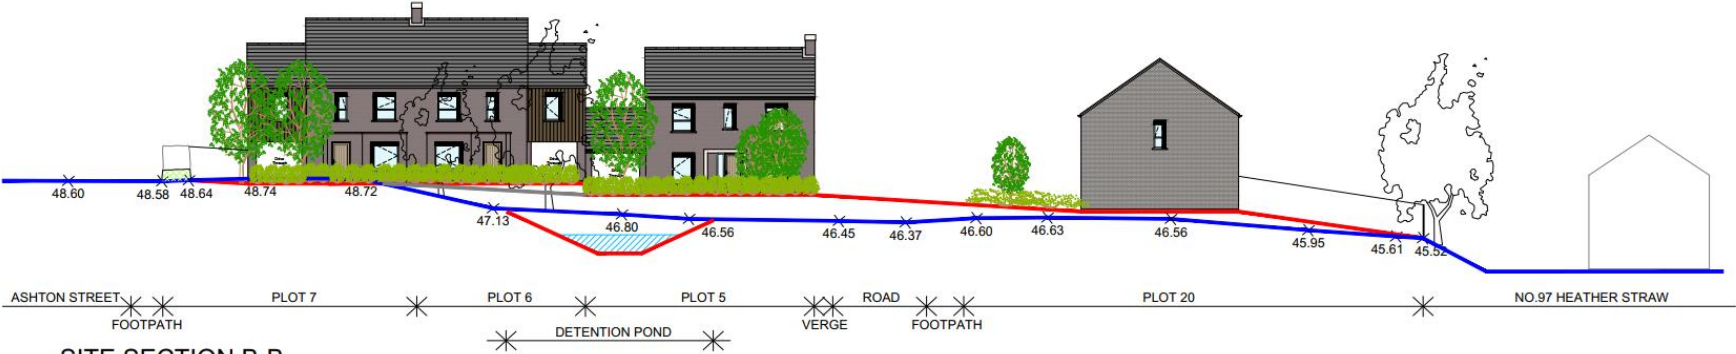 48.60
48.58
48.64
48.74
48.72
47.13
46.80
46.56
46.45
46.37
46.60
46.63
46.56
45.95
45.61
45.52
ASHTON STREET
PLOT 7
PLOT 6
PLOT 5
ROAD
PLOT 20
NO.97 HEATHER STRAW
FOOTPATH
VERGE
FOOTPATH
DETENTION POND
SITE SECTION B-B